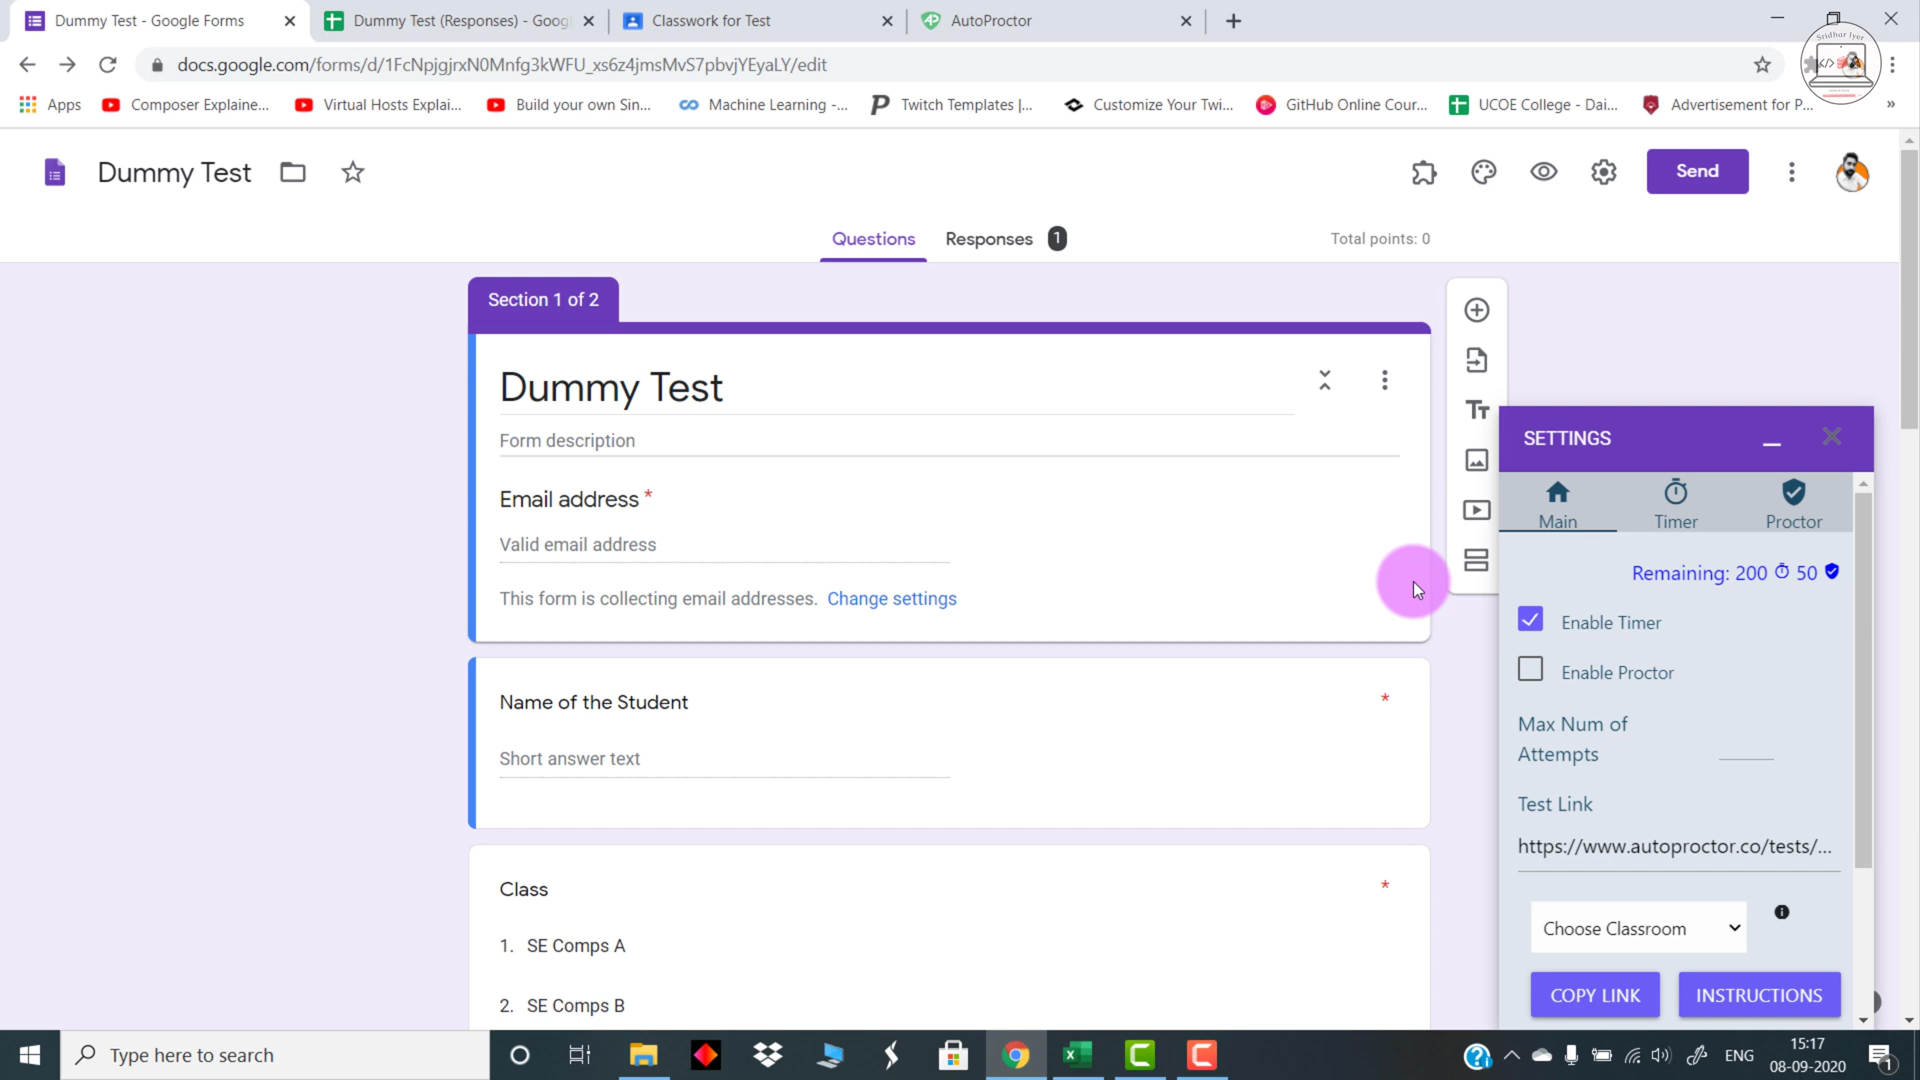 Dummy Test - Google Forms
Dummy Test (Responses) - Goog
Classwork for Test
AutoProctor
docs.google.com/forms/d/1FcNpjgjrxN0Mnfg3kWFU_xs6z4jmsMvS7pbvjYEyaLY/edit
Sridhar Iyer
Apps
Composer Explaine...
Virtual Hosts Explai...
Build your own Sin...
Machine Learning -...
Twitch Templates |...
Customize Your Twi...
GitHub Online Cour...
UCOE College - Dai...
Advertisement for P...
»
Dummy Test
Send
Questions
Responses 1
Total points: 0
Section 1 of 2
Dummy Test
Form description
Email address *
Valid email address
This form is collecting email addresses. Change settings
Name of the Student *
Short answer text
Class *
1. SE Comps A
2. SE Comps B
Tt
SETTINGS
Main
Timer
Proctor
Remaining: 200 50
Enable Timer
Enable Proctor
Max Num of
Attempts
Test Link
https://www.autoproctor.co/tests/...
Choose Classroom
COPY LINK
INSTRUCTIONS
Type here to search
ENG
15:17
08-09-2020
1